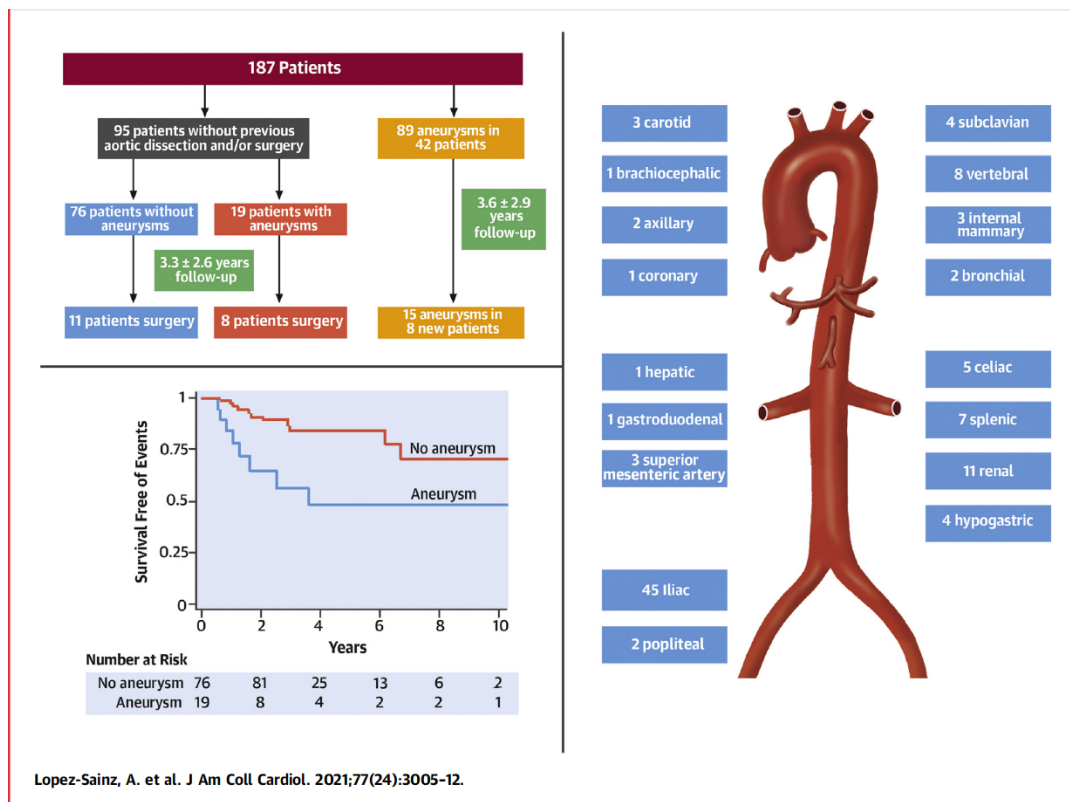 187 Patients
95 patients without previous
aortic dissection and/or surgery
89 aneurysms in
42 patients
76 patients without
aneurysms
19 patients with
aneurysms
3.6 ± 2.9
years
follow-up
3.3 ± 2.6 years
follow-up
11 patients surgery
8 patients surgery
15 aneurysms in
8 new patients
Survival Free of Events
1
0.75
0.5
0.25
0
No aneurysm
Aneurysm
0 2 4 6 8 10
Years
Number at Risk
No aneurysm 76 81 25 13 6 2
Aneurysm 19 8 4 2 2 1
3 carotid
1 brachiocephalic
2 axillary
1 coronary
1 hepatic
1 gastroduodenal
3 superior
mesenteric artery
45 Iliac
2 popliteal
4 subclavian
8 vertebral
3 internal
mammary
2 bronchial
5 celiac
7 splenic
11 renal
4 hypogastric
Lopez-Sainz, A. et al. J Am Coll Cardiol. 2021;77(24):3005–12.